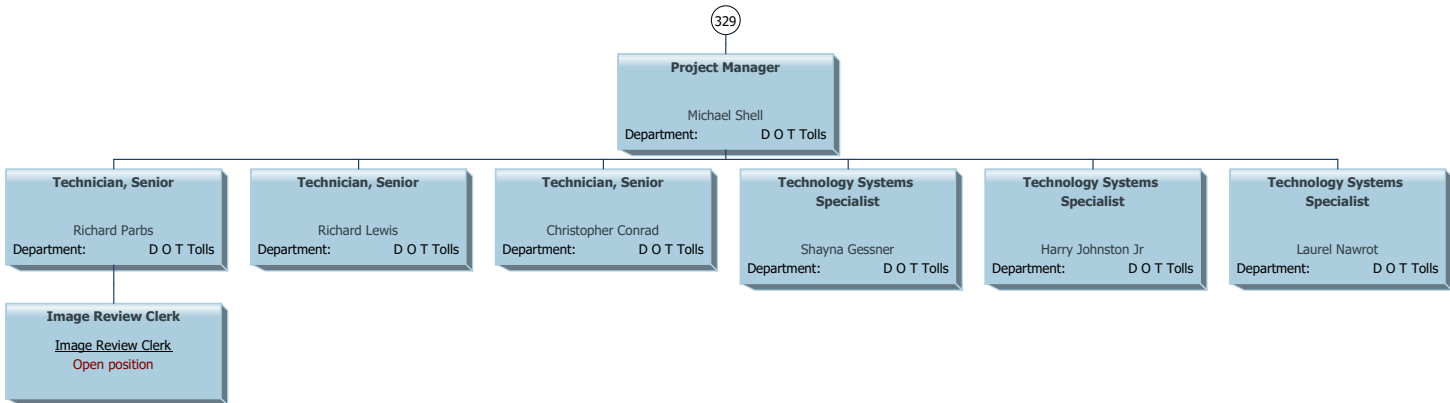 329
Project Manager
Michael Shell
Department: D O T Tolls
Technician, Senior
Richard Parbs
Department: D O T Tolls
Technician, Senior
Richard Lewis
Department: D O T Tolls
Technician, Senior
Christopher Conrad
Department: D O T Tolls
Technology Systems
Specialist
Shayna Gessner
Department: D O T Tolls
Technology Systems
Specialist
Harry Johnston Jr
Department: D O T Tolls
Technology Systems
Specialist
Laurel Nawrot
Department: D O T Tolls
Image Review Clerk
Image Review Clerk
Open position